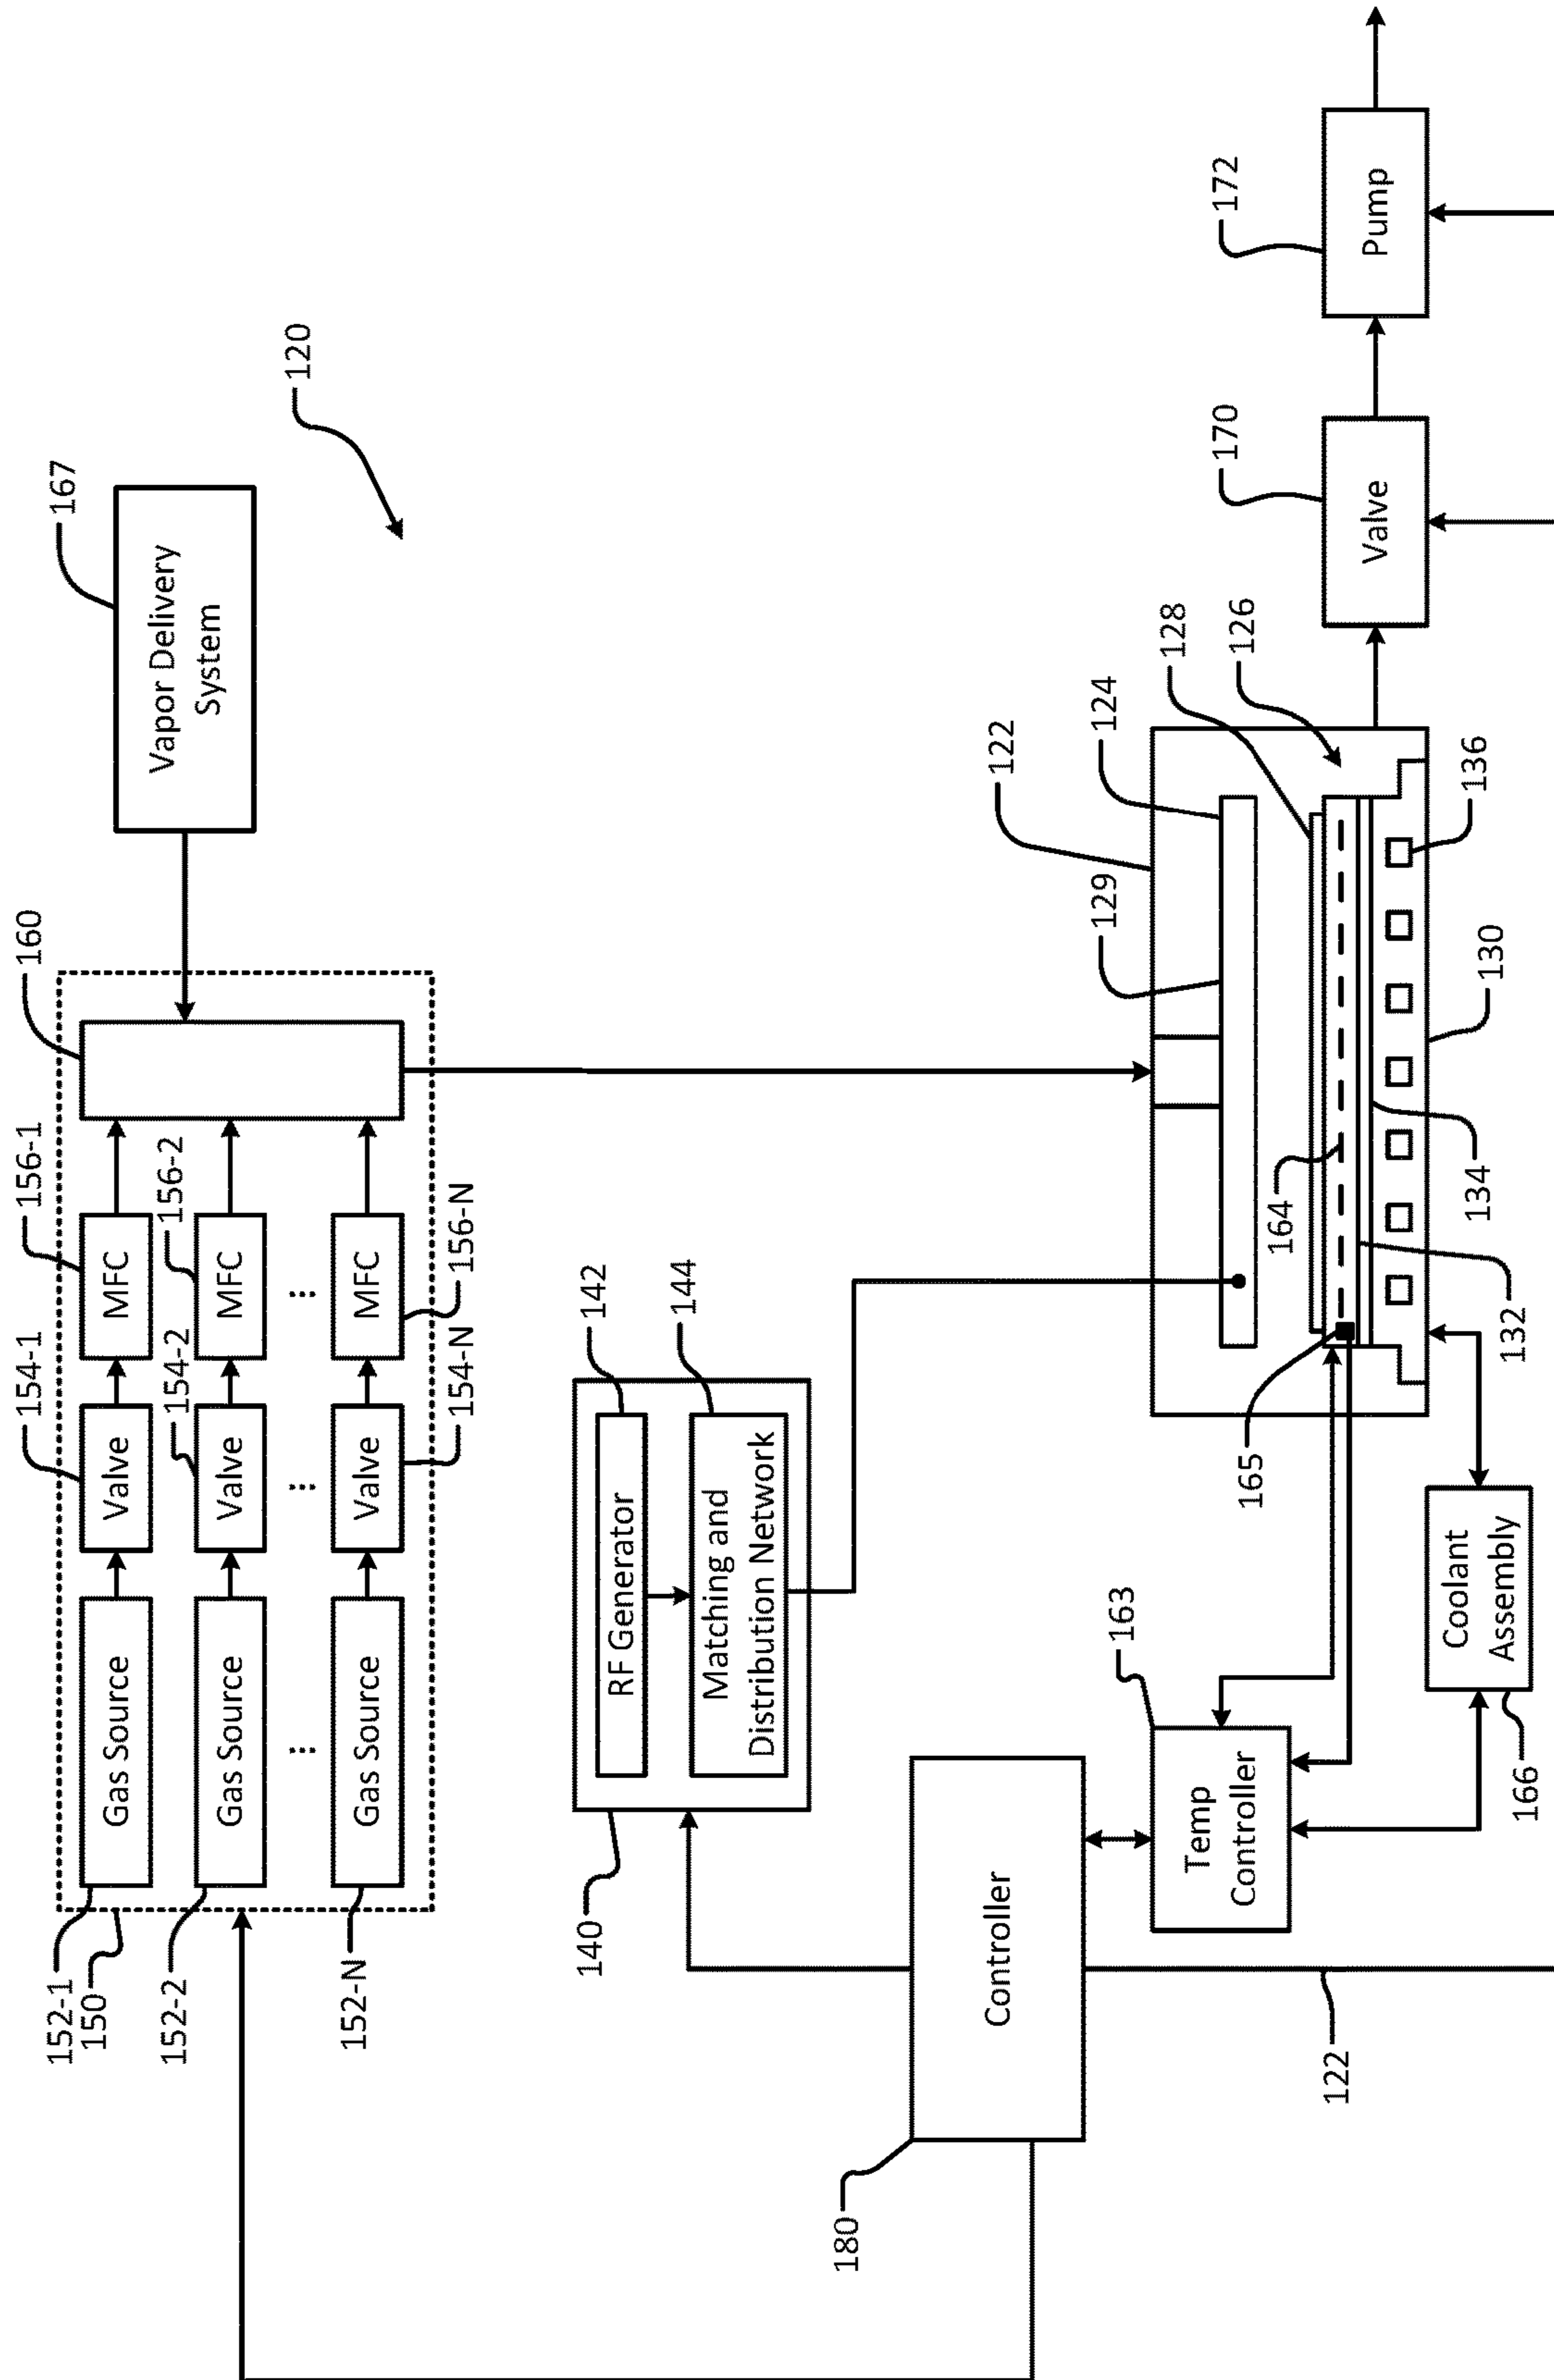 152-1
150
152-2
152-N
154-1
154-2
154-N
156-1
156-2
156-N
160
167
Gas Source
Valve
MFC
Gas Source
Valve
MFC
...
...
...
Gas Source
Valve
MFC
Vapor Delivery
System
120
140
142
144
RF Generator
Matching and
Distribution Network
180
Controller
122
163
Temp
Controller
166
Coolant
Assembly
165
164
129
124
122
128
126
132
134
130
136
170
Valve
172
Pump